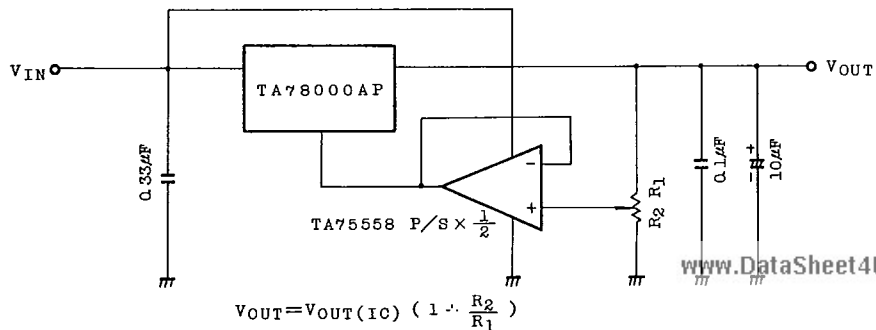 VIN
TA78000AP
VOUT
0.33μF
TA75558 P/S × 1/2
-
+
R1
R2
0.1μF
+
-
10μF
www.DataSheet4U
VOUT=VOUT(IC) (1 + R2/R1)